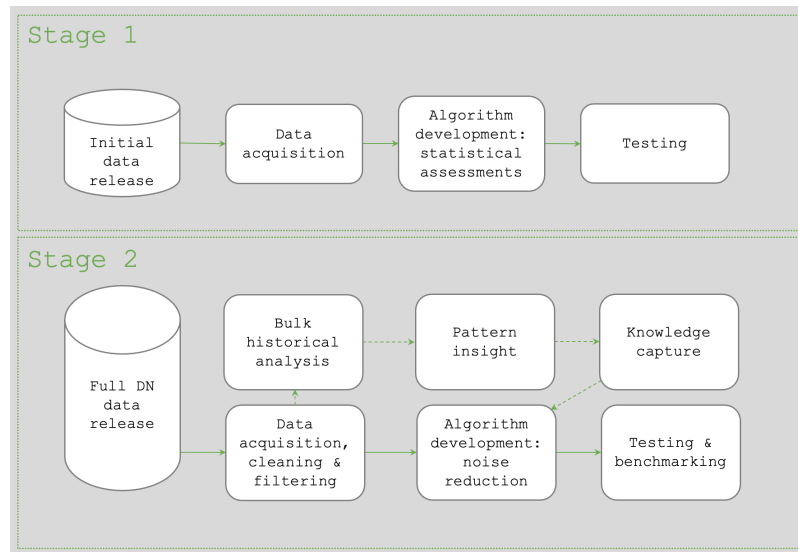 Stage 1
Initial
data
release
Data
acquisition
Algorithm
development:
statistical
assessments
Testing
Stage 2
Full DN
data
release
Bulk
historical
analysis
Pattern
insight
Knowledge
capture
Data
acquisition,
cleaning &
filtering
Algorithm
development:
noise
reduction
Testing &
benchmarking